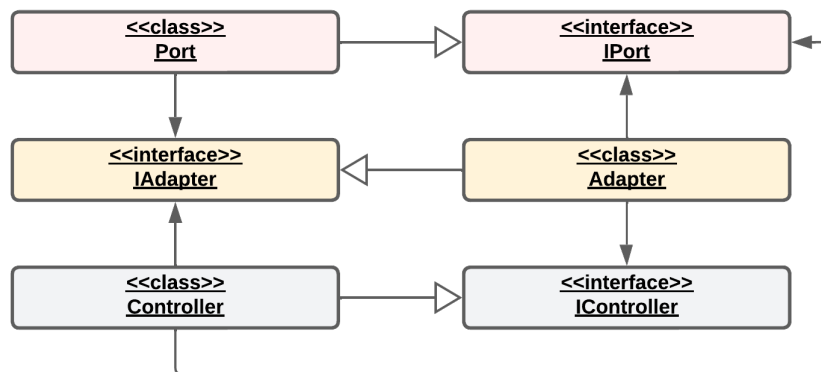 <<class>>
Port
<<interface>>
IPort
<<interface>>
IAdapter
<<class>>
Adapter
<<class>>
Controller
<<interface>>
IController